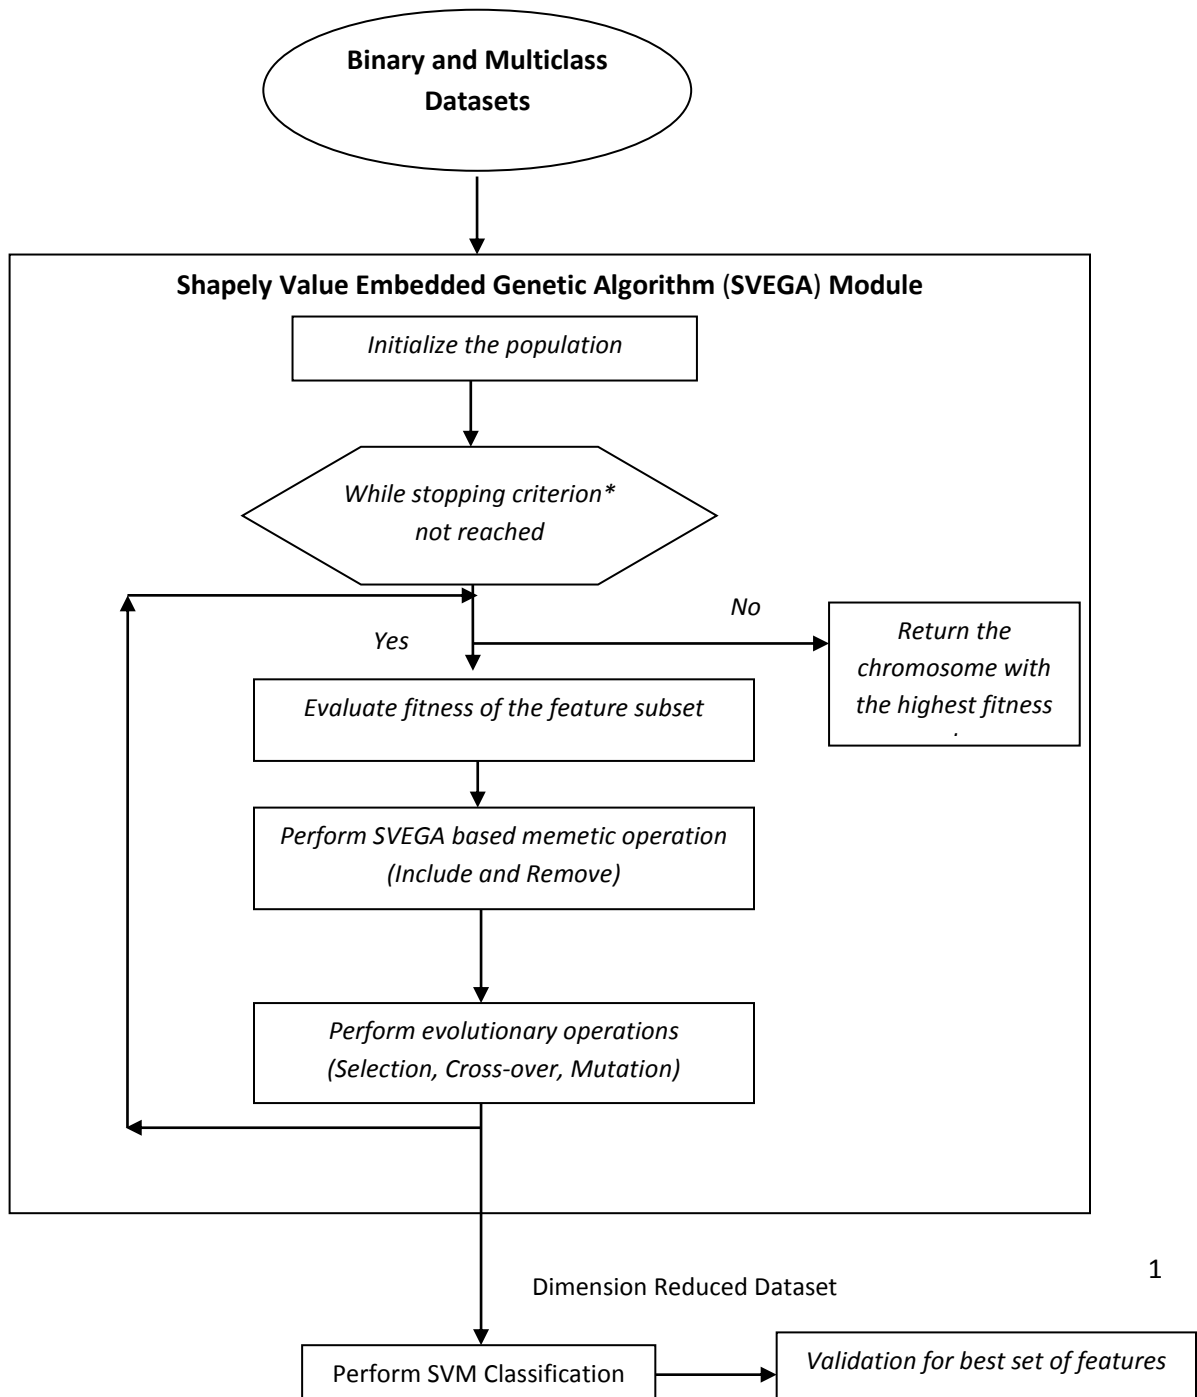 Binary and Multiclass
Datasets
Shapely Value Embedded Genetic Algorithm (SVEGA) Module
Initialize the population
While stopping criterion*
not reached
No
Yes
Return the
chromosome with
the highest fitness
.
Evaluate fitness of the feature subset
Perform SVEGA based memetic operation
(Include and Remove)
Perform evolutionary operations
(Selection, Cross-over, Mutation)
1
Dimension Reduced Dataset
Perform SVM Classification
Validation for best set of features